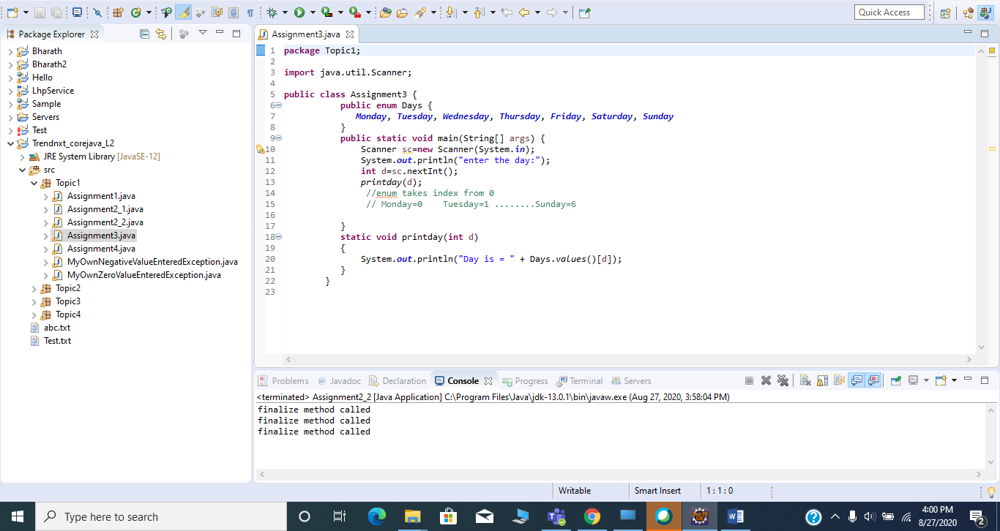 Quick Access
Package Explorer
Bharath
Bharath2
Hello
LhpService
Sample
Servers
Test
Trendnxt_corejava_L2
JRE System Library [JavaSE-12]
src
Topic1
Assignment1.java
Assignment2_1.java
Assignment2_2.java
Assignment3.java
Assignment4.java
MyOwnNegativeValueEnteredException.java
MyOwnZeroValueEnteredException.java
Topic2
Topic3
Topic4
abc.txt
Test.txt
Assignment3.java
1 package Topic1;
2
3 import java.util.Scanner;
4
5 public class Assignment3 {
6 public enum Days {
7 Monday, Tuesday, Wednesday, Thursday, Friday, Saturday, Sunday
8 }
9 public static void main(String[] args) {
10 Scanner sc=new Scanner(System.in);
11 System.out.println("enter the day:");
12 int d=sc.nextInt();
13 printday(d);
14 //enum takes index from 0
15 // Monday=0 Tuesday=1 ........Sunday=6
16
17 }
18 static void printday(int d)
19 {
20 System.out.println("Day is = " + Days.values()[d]);
21 }
22 }
23
Problems @ Javadoc Declaration Console Progress Terminal Servers
<terminated> Assignment2_2 [Java Application] C:\Program Files\Java\jdk-13.0.1\bin\javaw.exe (Aug 27, 2020, 3:58:04 PM)
finalize method called
finalize method called
finalize method called
Writable Smart Insert 1 : 1 : 0
Type here to search
4:00 PM
8/27/2020
2